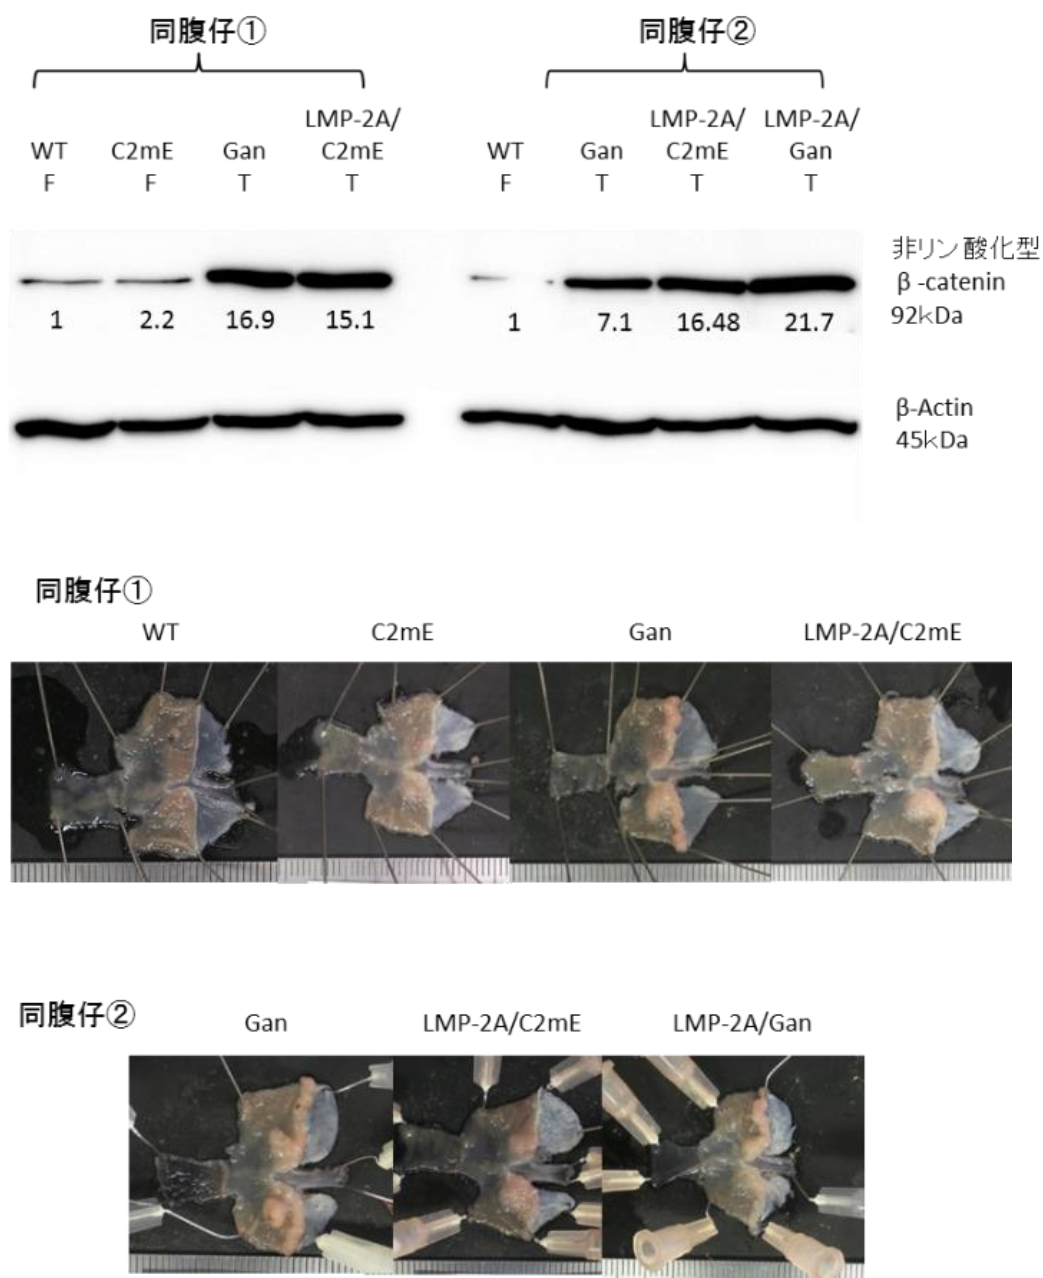 同腹仔① 同腹仔②
LMP-2A/ LMP-2A/ LMP-2A/
WT C2mE Gan C2mE WT Gan C2mE Gan
F F T T F T T T
非リン酸化型
β-catenin
92kDa
1 2.2 16.9 15.1 1 7.1 16.48 21.7
β-Actin
45kDa
同腹仔①
WT C2mE Gan LMP-2A/C2mE
同腹仔②
Gan LMP-2A/C2mE LMP-2A/Gan